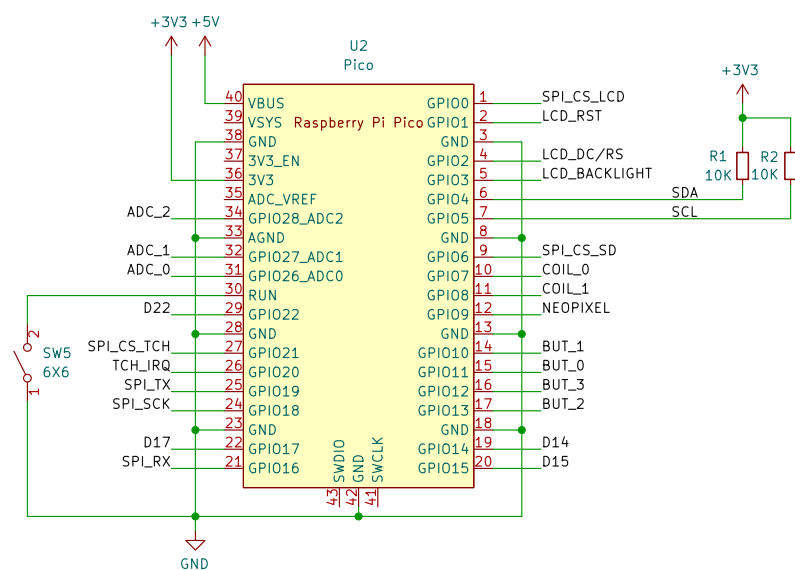 +3V3 +5V
U2
Pico
+3V3
40 VBUS GPIO0 1 SPI_CS_LCD
39 VSYS Raspberry Pi Pico GPIO1 2 LCD_RST
38 GND GND 3
37 3V3_EN GPIO2 4 LCD_DC/RS
36 3V3 GPIO3 5 LCD_BACKLIGHT
R1 R2
10K 10K
35 ADC_VREF GPIO4 6 SDA
ADC_2 34 GPIO28_ADC2 GPIO5 7 SCL
33 AGND GND 8
ADC_1 32 GPIO27_ADC1 GPIO6 9 SPI_CS_SD
ADC_0 31 GPIO26_ADC0 GPIO7 10 COIL_0
30 RUN GPIO8 11 COIL_1
D22 29 GPIO22 GPIO9 12 NEOPIXEL
2 28 GND GND 13
SW5 SPI_CS_TCH 27 GPIO21 GPIO10 14 BUT_1
6X6 TCH_IRQ 26 GPIO20 GPIO11 15 BUT_0
1 SPI_TX 25 GPIO19 GPIO12 16 BUT_3
SPI_SCK 24 GPIO18 GPIO13 17 BUT_2
23 GND GND 18
D17 22 GPIO17 GPIO14 19 D14
SPI_RX 21 GPIO16 GPIO15 20 D15
SWDIO GND SWCLK
43 42 41
GND